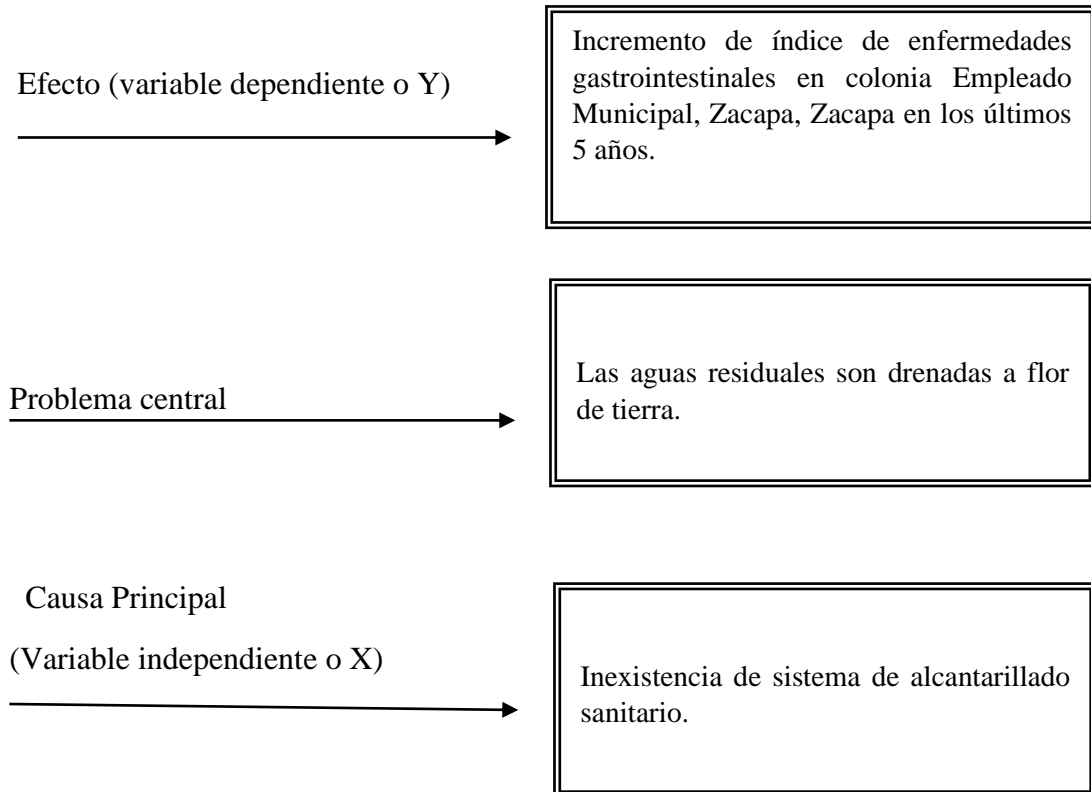 Efecto (variable dependiente o Y)
Incremento de índice de enfermedades
gastrointestinales en colonia Empleado
Municipal, Zacapa, Zacapa en los últimos
5 años.
Problema central
Las aguas residuales son drenadas a flor
de tierra.
Causa Principal
(Variable independiente o X)
Inexistencia de sistema de alcantarillado
sanitario.